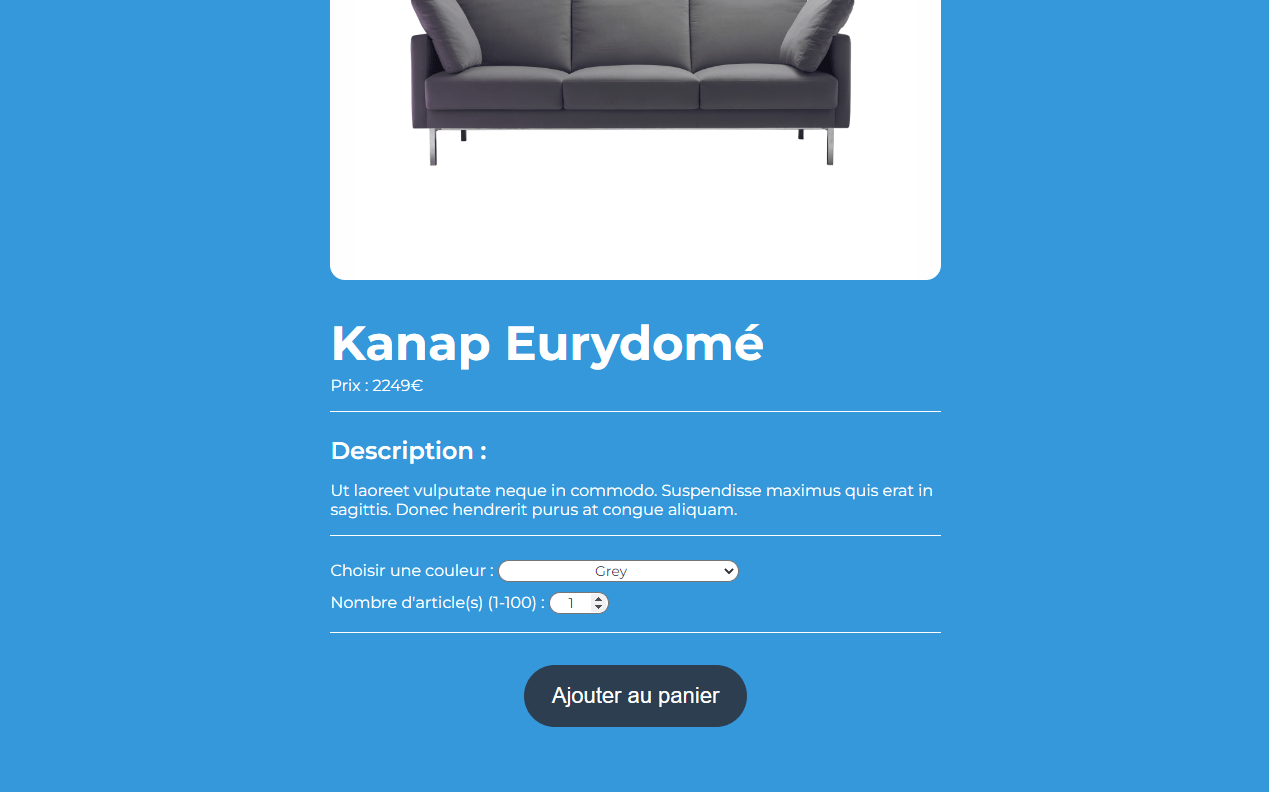 Kanap Eurydomé
Prix : 2249€
Description :
Ut laoreet vulputate neque in commodo. Suspendisse maximus quis erat in
sagittis. Donec hendrerit purus at congue aliquam.
Choisir une couleur : Grey
Nombre d'article(s) (1-100) : 1
Ajouter au panier